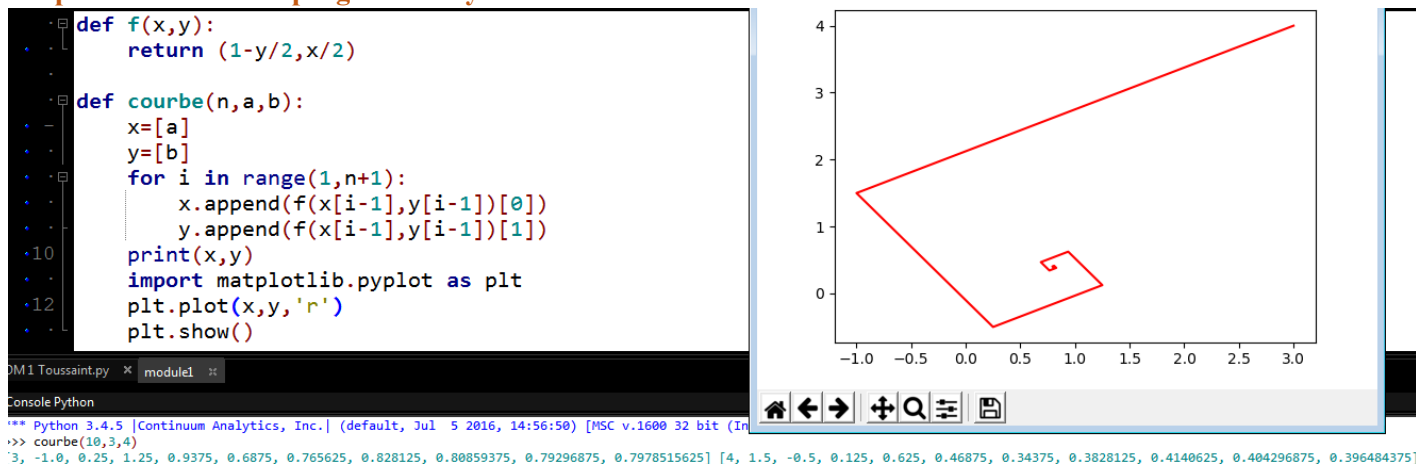 def f(x,y):
return (1-y/2,x/2)
def courbe(n,a,b):
x=[a]
y=[b]
for i in range(1,n+1):
x.append(f(x[i-1],y[i-1])[0])
y.append(f(x[i-1],y[i-1])[1])
10
print(x,y)
import matplotlib.pyplot as plt
12
plt.plot(x,y,'r')
plt.show()
4
3
2
1
0
−1.0 −0.5 0.0 0.5 1.0 1.5 2.0 2.5 3.0
DM 1 Toussaint.py × module1
Console Python
*** Python 3.4.5 |Continuum Analytics, Inc.| (default, Jul 5 2016, 14:56:50) [MSC v.1600 32 bit (In
>>> courbe(10,3,4)
[3, -1.0, 0.25, 1.25, 0.9375, 0.6875, 0.765625, 0.828125, 0.80859375, 0.79296875, 0.7978515625] [4, 1.5, -0.5, 0.125, 0.625, 0.46875, 0.34375, 0.3828125, 0.4140625, 0.404296875, 0.396484375]